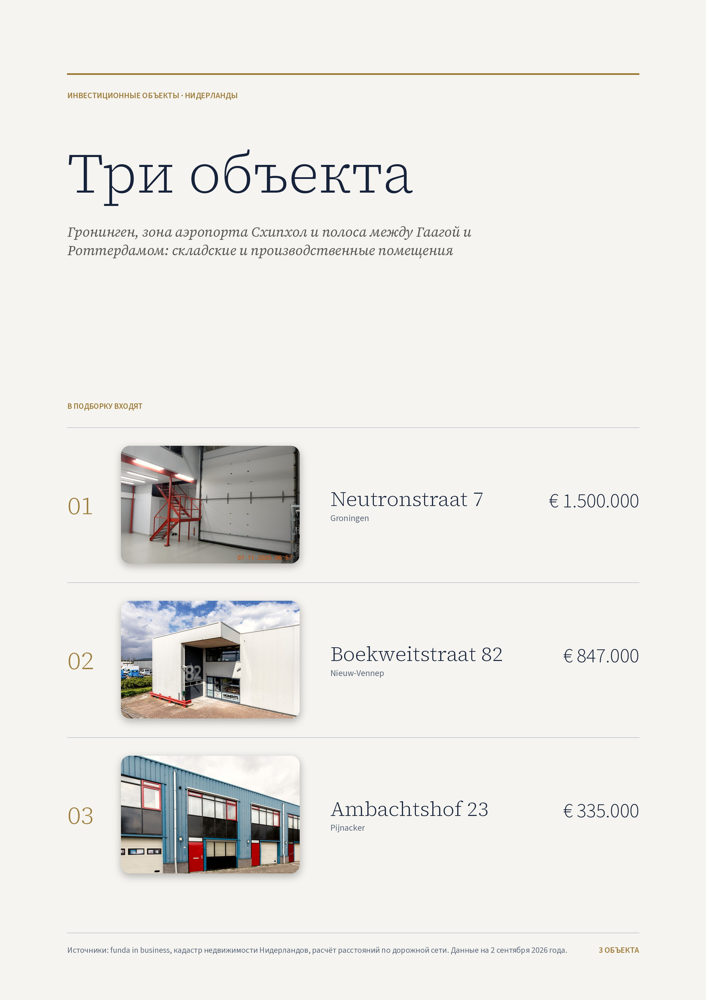 ИНВЕСТИЦИОННЫЕ ОБЪЕКТЫ · НИДЕРЛАНДЫ
Три объекта
Гронинген, зона аэропорта Схипхол и полоса между Гаагой и
Роттердамом: складские и производственные помещения
В ПОДБОРКУ ВХОДЯТ
01
07.11.2025 06:57
Neutronstraat 7
Groningen
€ 1.500.000
02
82
MOMENTS
Boekweitstraat 82
Nieuw-Vennep
€ 847.000
03
Ambachtshof 23
Pijnacker
€ 335.000
Источники: funda in business, кадастр недвижимости Нидерландов, расчёт расстояний по дорожной сети. Данные на 2 сентября 2026 года.
3 ОБЪЕКТА